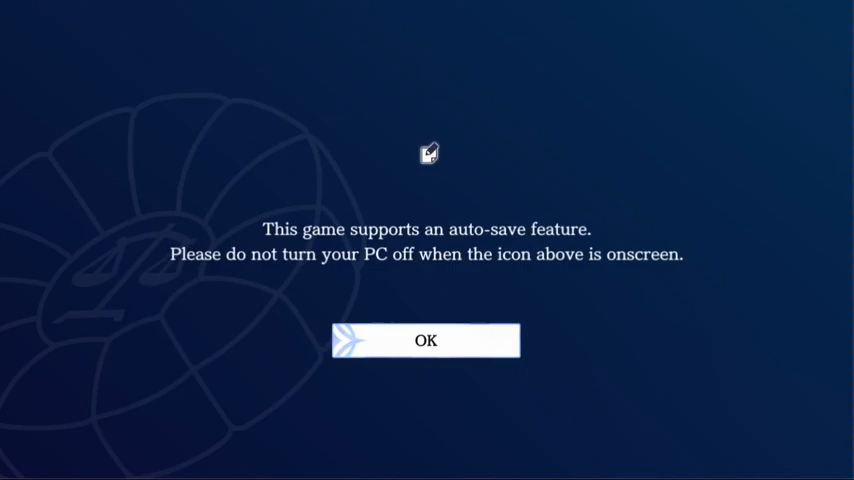 This game supports an auto-save feature.
Please do not turn your PC off when the icon above is onscreen.
OK